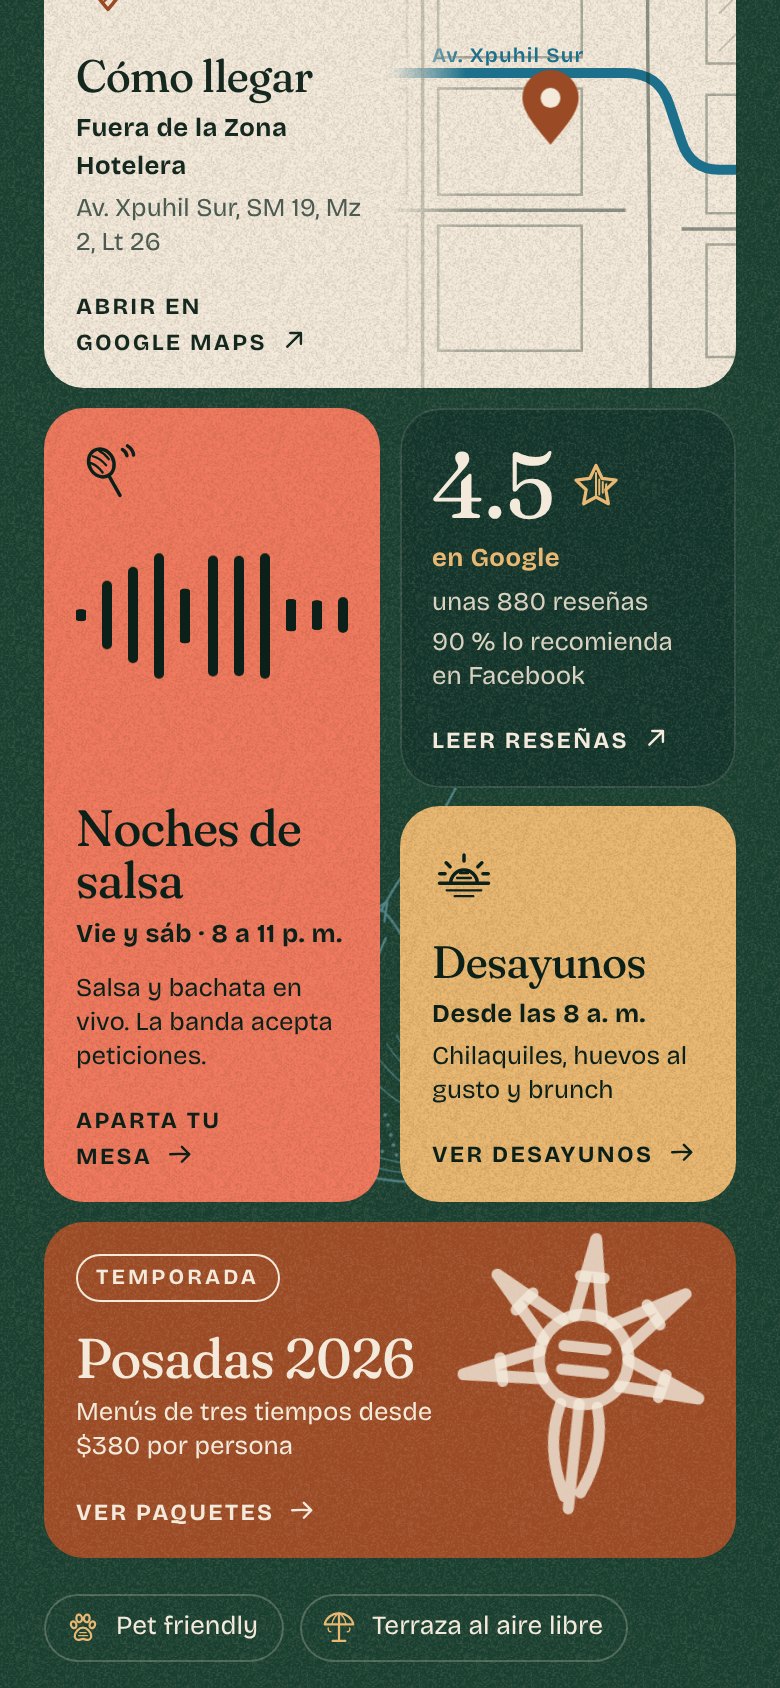 Cómo llegar
Fuera de la Zona
Hotelera
Av. Xpuhil Sur, SM 19, Mz
2, Lt 26
ABRIR EN
GOOGLE MAPS
Av. Xpuhil Sur
Noches de
salsa
Vie y sáb · 8 a 11 p. m.
Salsa y bachata en
vivo. La banda acepta
peticiones.
APARTA TU
MESA
4.5
en Google
unas 880 reseñas
90 % lo recomienda
en Facebook
LEER RESEÑAS
Desayunos
Desde las 8 a. m.
Chilaquiles, huevos al
gusto y brunch
VER DESAYUNOS
TEMPORADA
Posadas 2026
Menús de tres tiempos desde
$380 por persona
VER PAQUETES
Pet friendly
Terraza al aire libre